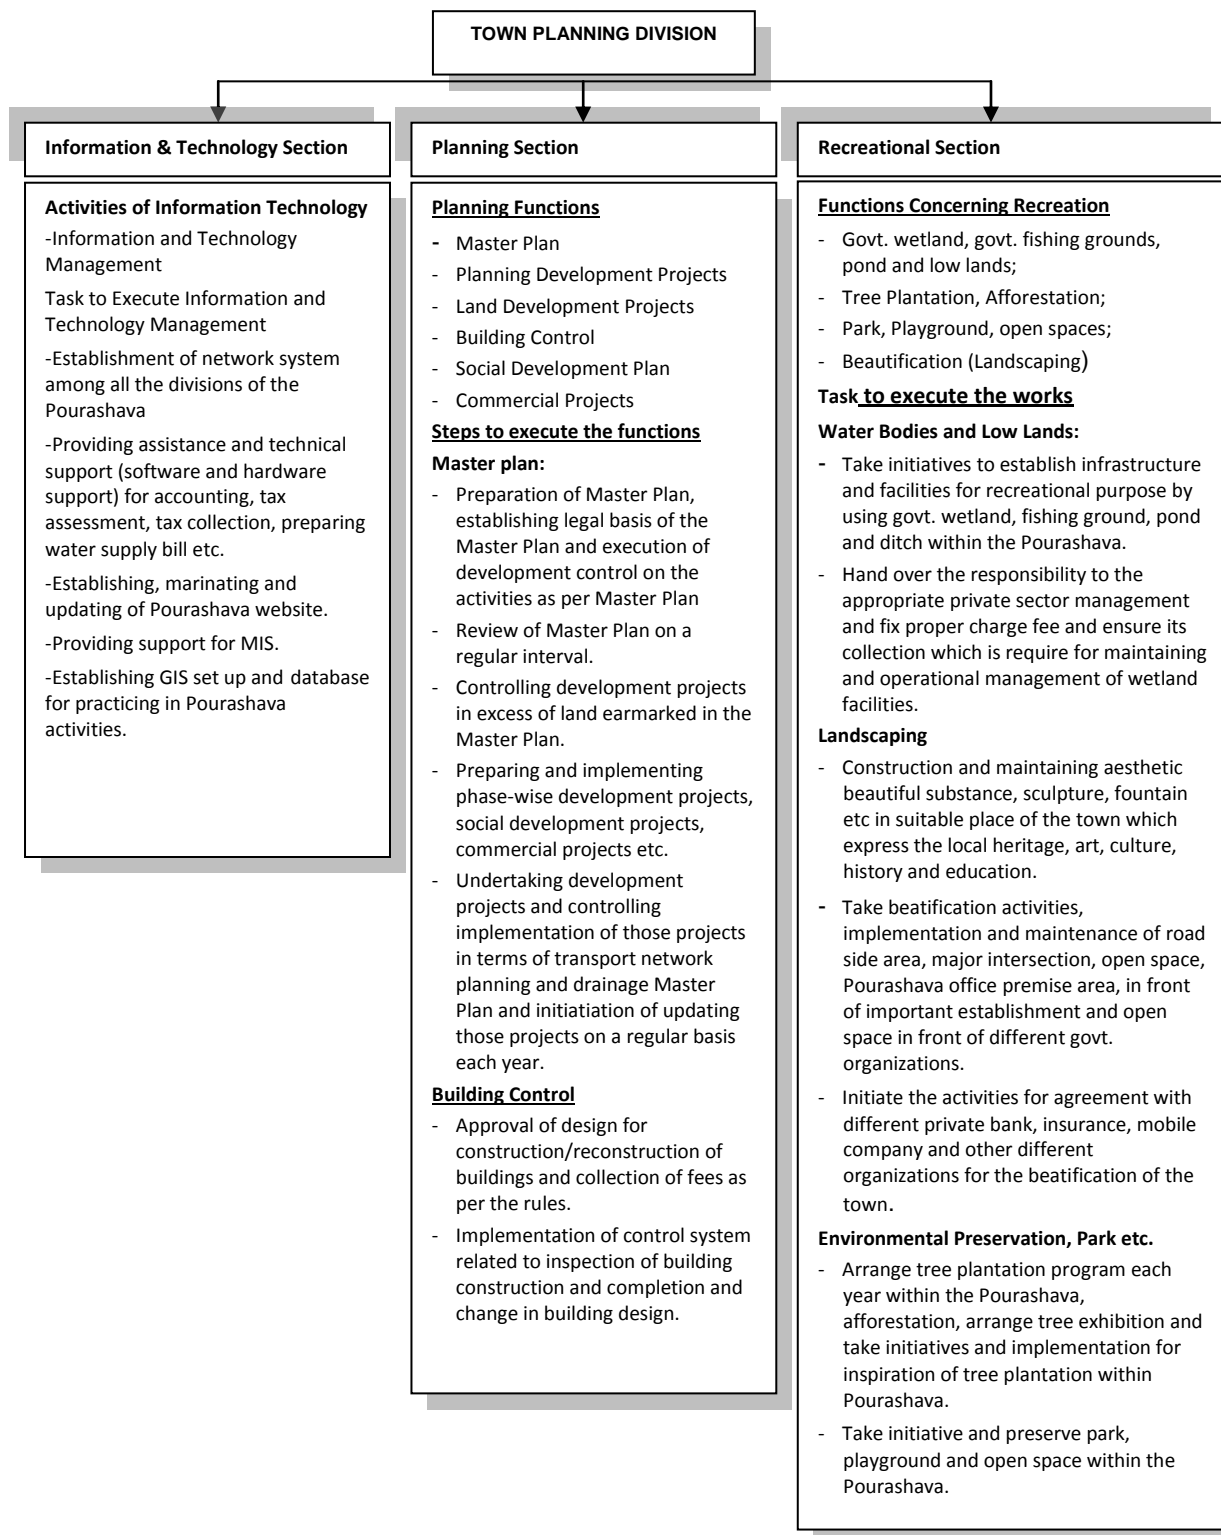 TOWN PLANNING DIVISION
Information & Technology Section
Activities of Information Technology
-Information and Technology
Management
Task to Execute Information and
Technology Management
-Establishment of network system
among all the divisions of the
Pourashava
-Providing assistance and technical
support (software and hardware
support) for accounting, tax
assessment, tax collection, preparing
water supply bill etc.
-Establishing, marinating and
updating of Pourashava website.
-Providing support for MIS.
-Establishing GIS set up and database
for practicing in Pourashava
activities.
Planning Section
Planning Functions
- Master Plan
- Planning Development Projects
- Land Development Projects
- Building Control
- Social Development Plan
- Commercial Projects
Steps to execute the functions
Master plan:
- Preparation of Master Plan,
establishing legal basis of the
Master Plan and execution of
development control on the
activities as per Master Plan
- Review of Master Plan on a
regular interval.
- Controlling development projects
in excess of land earmarked in the
Master Plan.
- Preparing and implementing
phase-wise development projects,
social development projects,
commercial projects etc.
- Undertaking development
projects and controlling
implementation of those projects
in terms of transport network
planning and drainage Master
Plan and initiatiation of updating
those projects on a regular basis
each year.
Building Control
- Approval of design for
construction/reconstruction of
buildings and collection of fees as
per the rules.
- Implementation of control system
related to inspection of building
construction and completion and
change in building design.
Recreational Section
Functions Concerning Recreation
- Govt. wetland, govt. fishing grounds,
pond and low lands;
- Tree Plantation, Afforestation;
- Park, Playground, open spaces;
- Beautification (Landscaping)
Task to execute the works
Water Bodies and Low Lands:
- Take initiatives to establish infrastructure
and facilities for recreational purpose by
using govt. wetland, fishing ground, pond
and ditch within the Pourashava.
- Hand over the responsibility to the
appropriate private sector management
and fix proper charge fee and ensure its
collection which is require for maintaining
and operational management of wetland
facilities.
Landscaping
- Construction and maintaining aesthetic
beautiful substance, sculpture, fountain
etc in suitable place of the town which
express the local heritage, art, culture,
history and education.
- Take beatification activities,
implementation and maintenance of road
side area, major intersection, open space,
Pourashava office premise area, in front
of important establishment and open
space in front of different govt.
organizations.
- Initiate the activities for agreement with
different private bank, insurance, mobile
company and other different
organizations for the beatification of the
town.
Environmental Preservation, Park etc.
- Arrange tree plantation program each
year within the Pourashava,
afforestation, arrange tree exhibition and
take initiatives and implementation for
inspiration of tree plantation within
Pourashava.
- Take initiative and preserve park,
playground and open space within the
Pourashava.